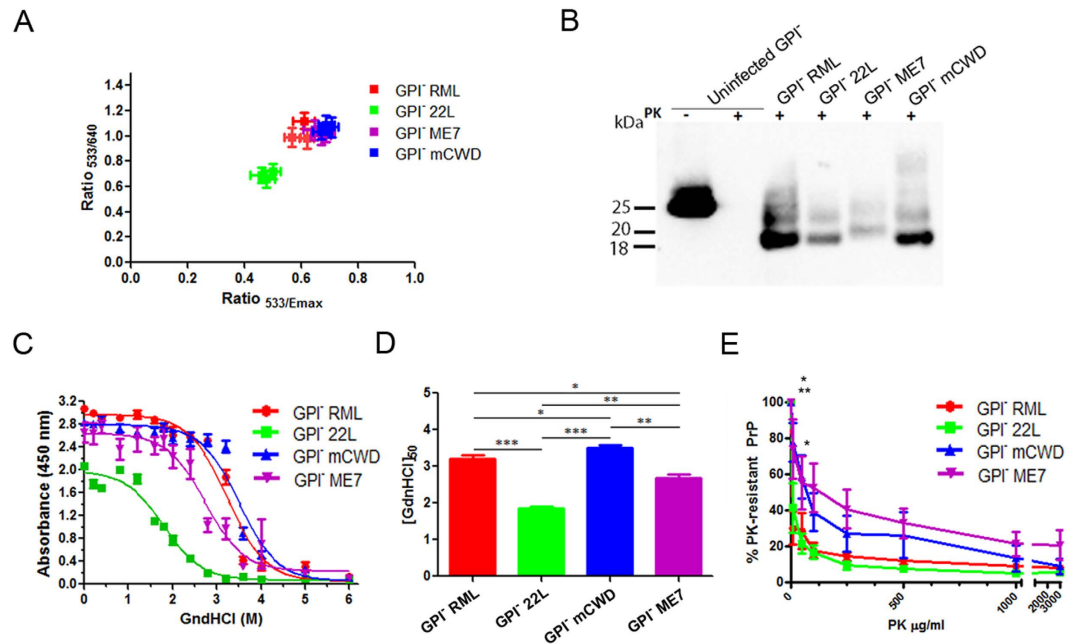 A
Ratio 533/640
1.4
1.2
1.0
0.8
0.6
0.4
0.2
0.0
0.0 0.2 0.4 0.6 0.8 1.0
Ratio 533/Emax
GPI⁻ RML
GPI⁻ 22L
GPI⁻ ME7
GPI⁻ mCWD
B
Uninfected GPI⁻
GPI⁻ RML
GPI⁻ 22L
GPI⁻ ME7
GPI⁻ mCWD
kDa PK - + + + + +
25
20
18
C
Absorbance (450 nm)
3.2
2.8
2.4
2.0
1.6
1.2
0.8
0.4
0.0
0 1 2 3 4 5 6
GndHCl (M)
GPI⁻ RML
GPI⁻ 22L
GPI⁻ mCWD
GPI⁻ ME7
D
[GdnHCl]50
5
4
3
2
1
0
*
**
*
*** *** **
GPI⁻ RML
GPI⁻ 22L
GPI⁻ mCWD
GPI⁻ ME7
E
% PK-resistant PrP
100
80
60
40
20
0
*
**
*
0 500 1000 2000 3000
PK µg/ml
GPI⁻ RML
GPI⁻ 22L
GPI⁻ mCWD
GPI⁻ ME7